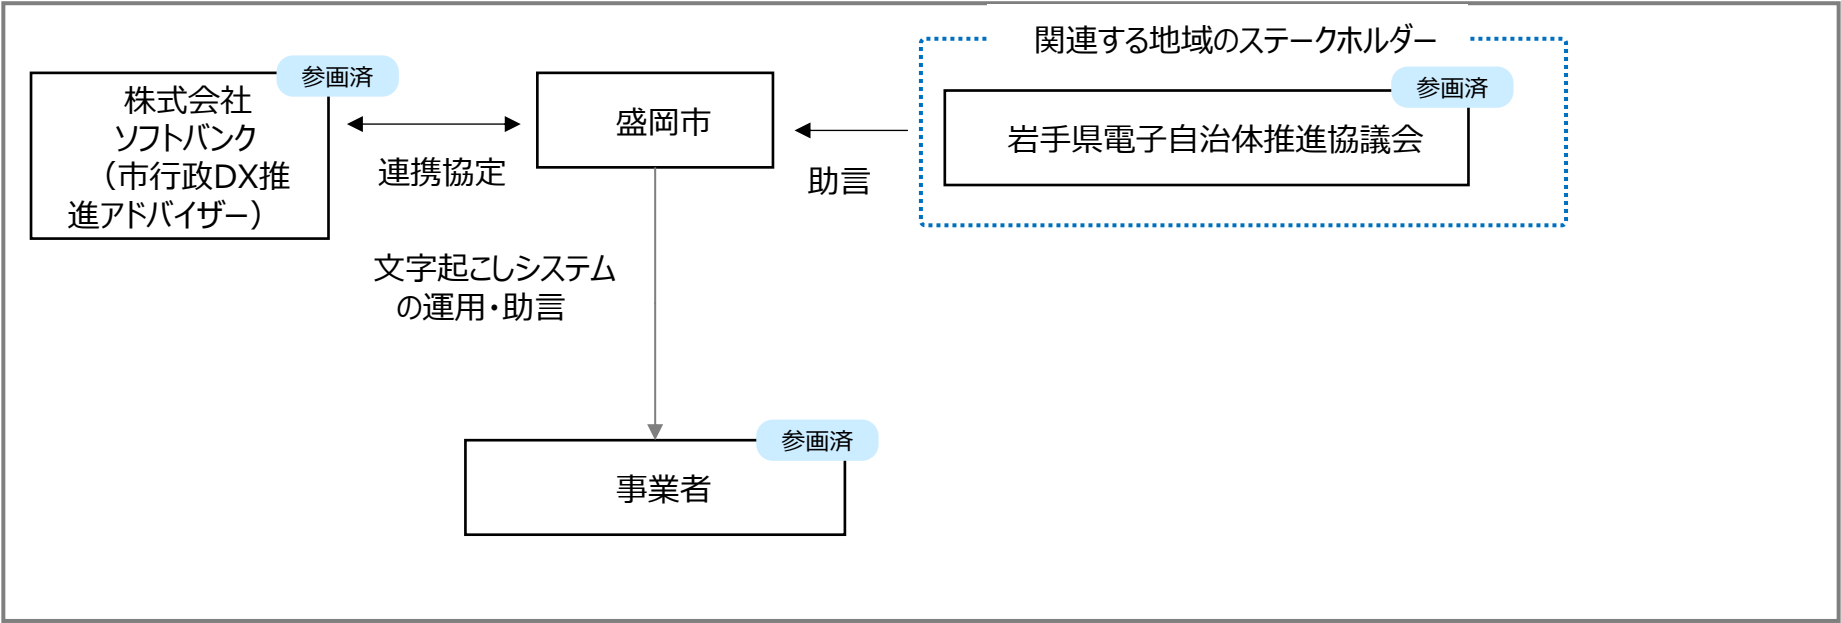 関連する地域のステークホルダー
参画済
株式会社
ソフトバンク
（市行政DX推
進アドバイザー）
連携協定
盛岡市
助言
参画済
岩手県電子自治体推進協議会
文字起こしシステム
の運用・助言
参画済
事業者